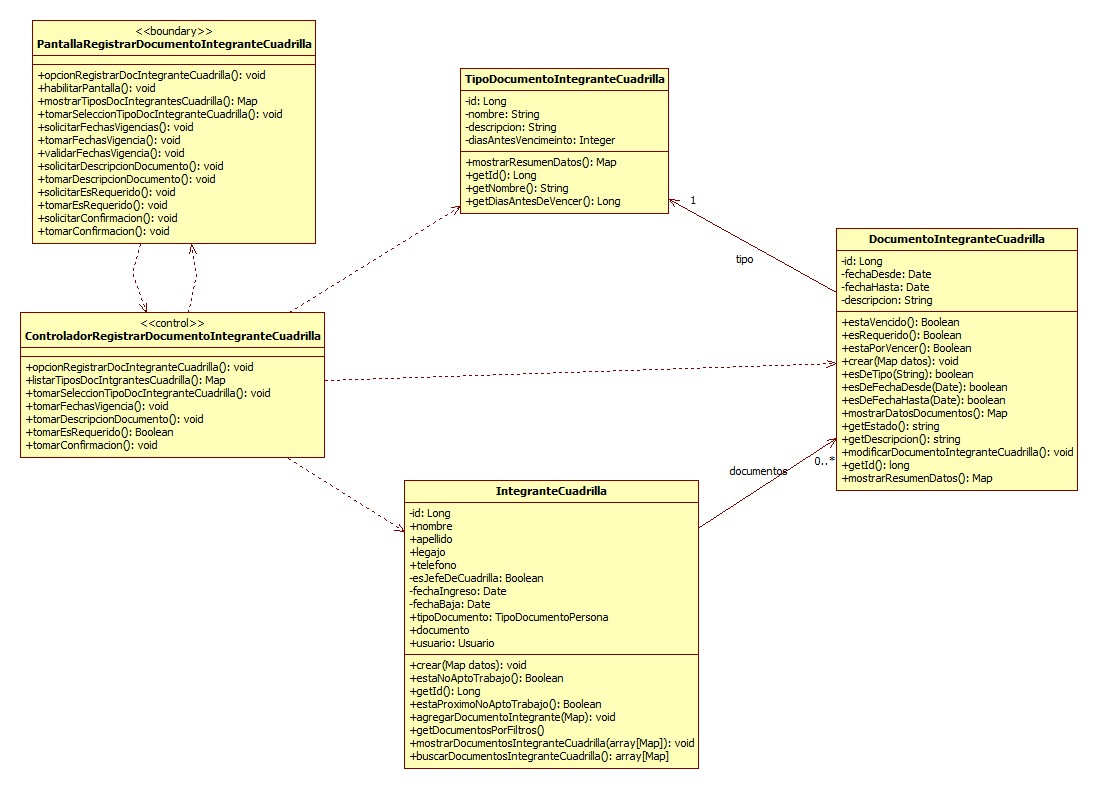 <<boundary>>
PantallaRegistrarDocumentoIntegranteCuadrilla
+opcionRegistrarDocIntegranteCuadrilla(): void
+habilitarPantalla(): void
+mostrarTiposDocIntegrantesCuadrilla(): Map
+tomarSeleccionTipoDocIntegranteCuadrilla(): void
+solicitarFechasVigencias(): void
+tomarFechasVigencia(): void
+validarFechasVigencia(): void
+solicitarDescripcionDocumento(): void
+tomarDescripcionDocumento(): void
+solicitarEsRequerido(): void
+tomarEsRequerido(): void
+solicitarConfirmacion(): void
+tomarConfirmacion(): void
TipoDocumentoIntegranteCuadrilla
-id: Long
-nombre: String
-descripcion: String
-diasAntesVencimeinto: Integer
+mostrarResumenDatos(): Map
+getId(): Long
+getNombre(): String
+getDiasAntesDeVencer(): Long
1
tipo
DocumentoIntegranteCuadrilla
-id: Long
-fechaDesde: Date
-fechaHasta: Date
-descripcion: String
+estaVencido(): Boolean
+esRequerido(): Boolean
+estaPorVencer(): Boolean
+crear(Map datos): void
+esDeTipo(String): boolean
+esDeFechaDesde(Date): boolean
+esDeFechaHasta(Date): boolean
+mostrarDatosDocumentos(): Map
+getEstado(): string
+getDescripcion(): string
+modificarDocumentoIntegranteCuadrilla(): void
+getId(): long
+mostrarResumenDatos(): Map
<<control>>
ControladorRegistrarDocumentoIntegranteCuadrilla
+opcionRegistrarDocIntegranteCuadrilla(): void
+listarTiposDocIntgrantesCuadrilla(): Map
+tomarSeleccionTipoDocIntegranteCuadrilla(): void
+tomarFechasVigencia(): void
+tomarDescripcionDocumento(): void
+tomarEsRequerido(): Boolean
+tomarConfirmacion(): void
0..*
documentos
IntegranteCuadrilla
-id: Long
+nombre
+apellido
+legajo
+telefono
-esJefeDeCuadrilla: Boolean
-fechaIngreso: Date
-fechaBaja: Date
+tipoDocumento: TipoDocumentoPersona
+documento
+usuario: Usuario
+crear(Map datos): void
+estaNoAptoTrabajo(): Boolean
+getId(): Long
+estaProximoNoAptoTrabajo(): Boolean
+agregarDocumentoIntegrante(Map): void
+getDocumentosPorFiltros()
+mostrarDocumentosIntegranteCuadrilla(array[Map]): void
+buscarDocumentosIntegranteCuadrilla(): array[Map]